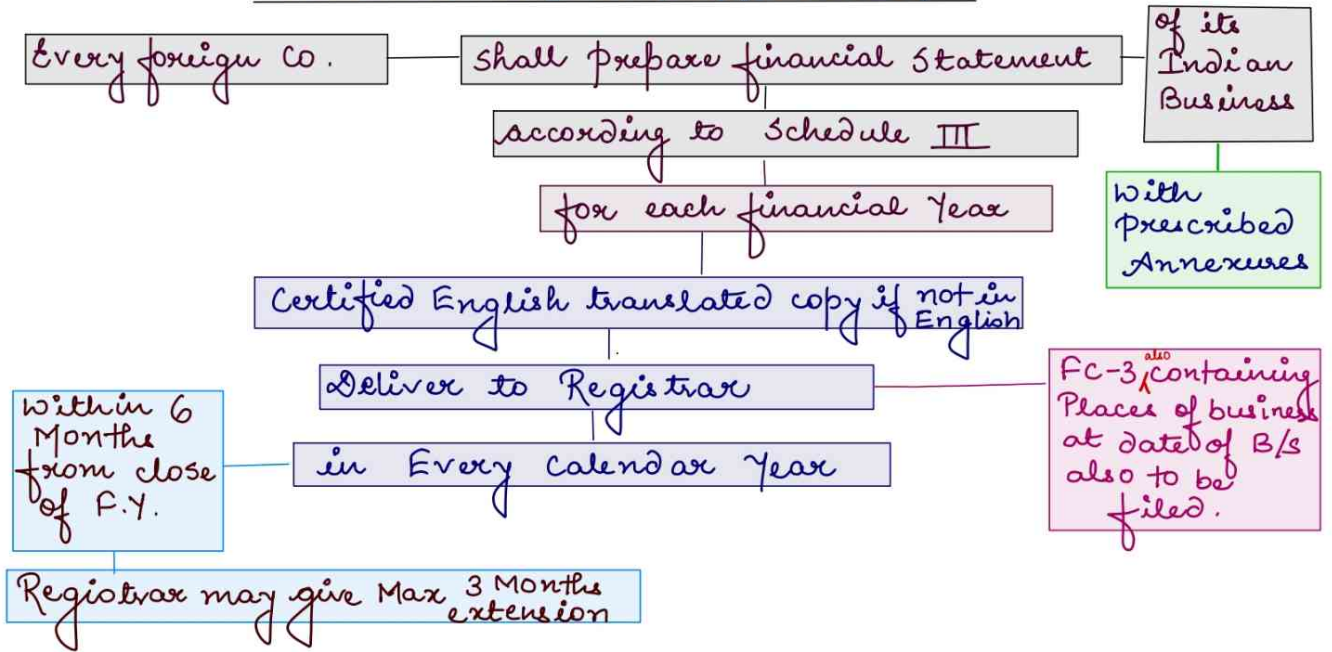 Every foreign Co.
shall prepare financial statement
of its
Indian
Business
according to Schedule III
for each financial Year
with
prescribed
Annexures
Certified English translated copy if not in
English
Deliver to Registrar
FC-3, also containing
Places of business
at date of B/S
also to be
filed.
in Every calendar Year
within 6
Months
from close
of F.Y.
Registrar may give Max 3 Months
extension